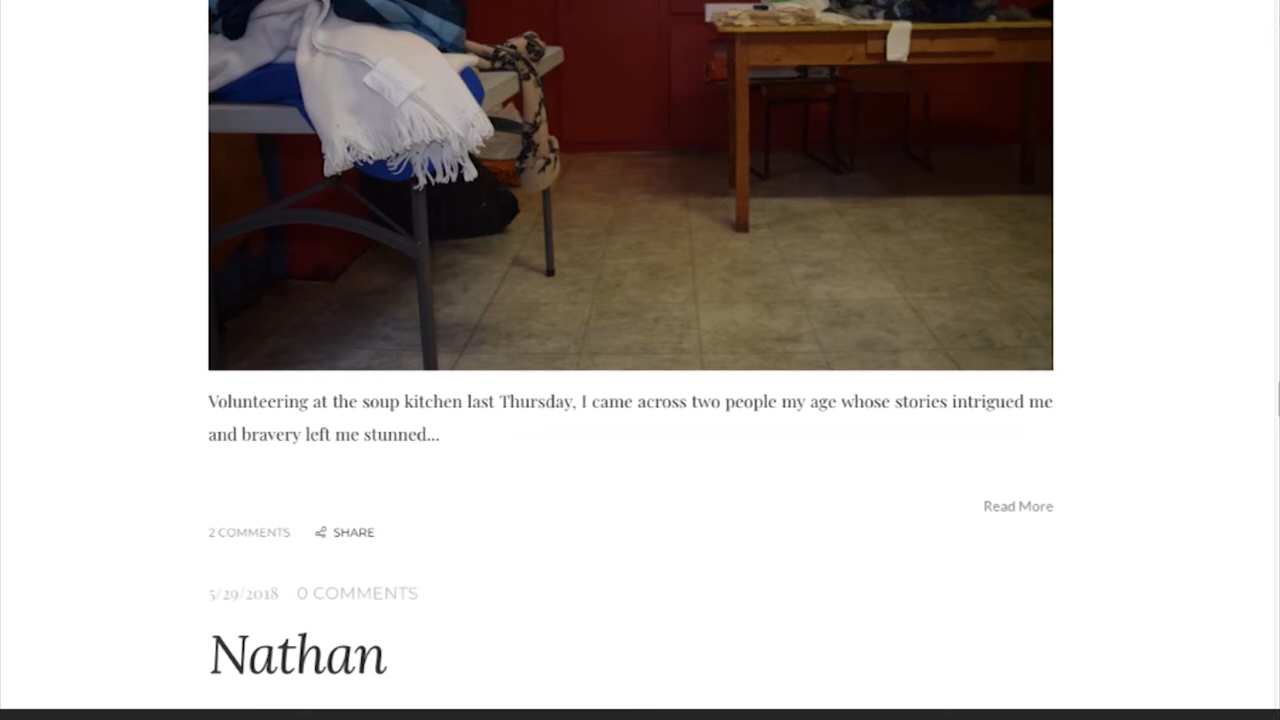 Volunteering at the soup kitchen last Thursday, I came across two people my age whose stories intrigued me
and bravery left me stunned...
Read More
2 COMMENTS SHARE
5/29/2018 0 COMMENTS
Nathan